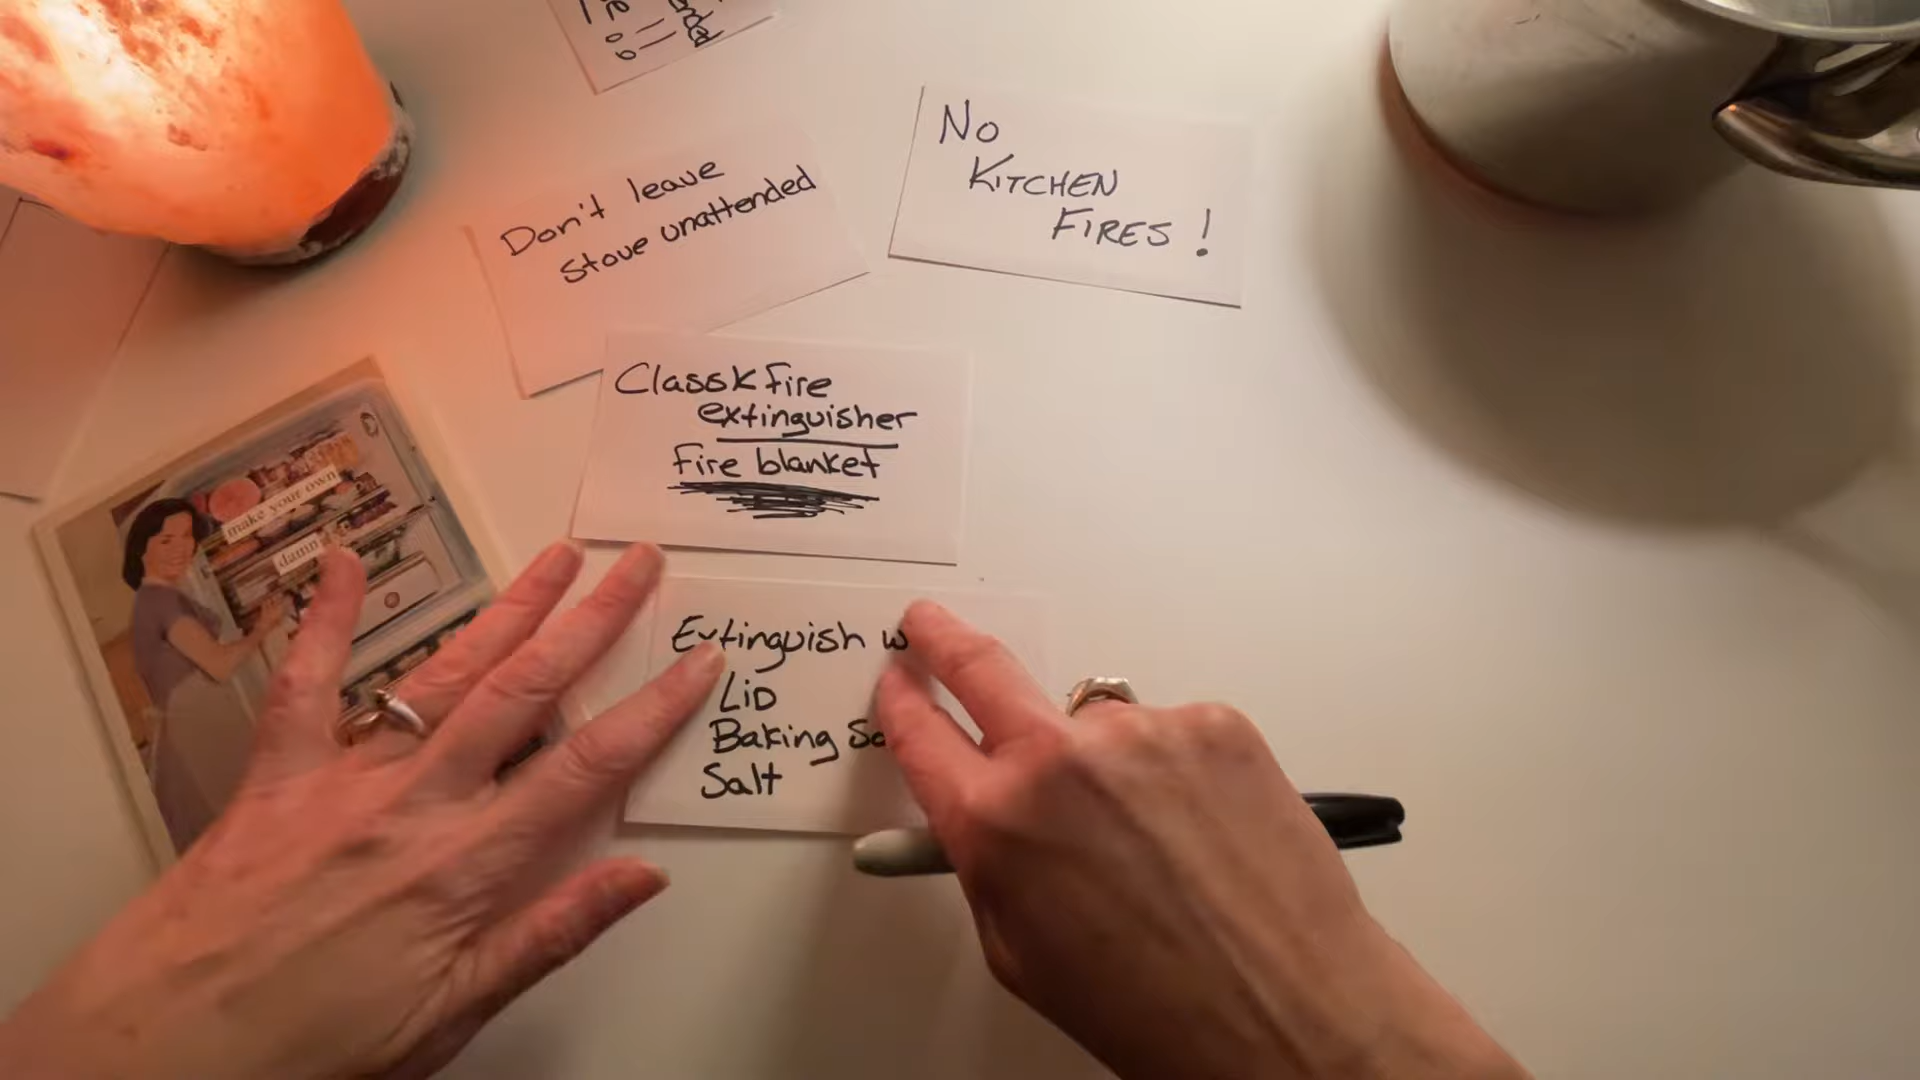 No
KITCHEN
FIRES!
Don't leave
stove unattended
Class K fire
extinguisher
fire blanket
make your own
damn
Extinguish w
LiD
Baking So
Salt